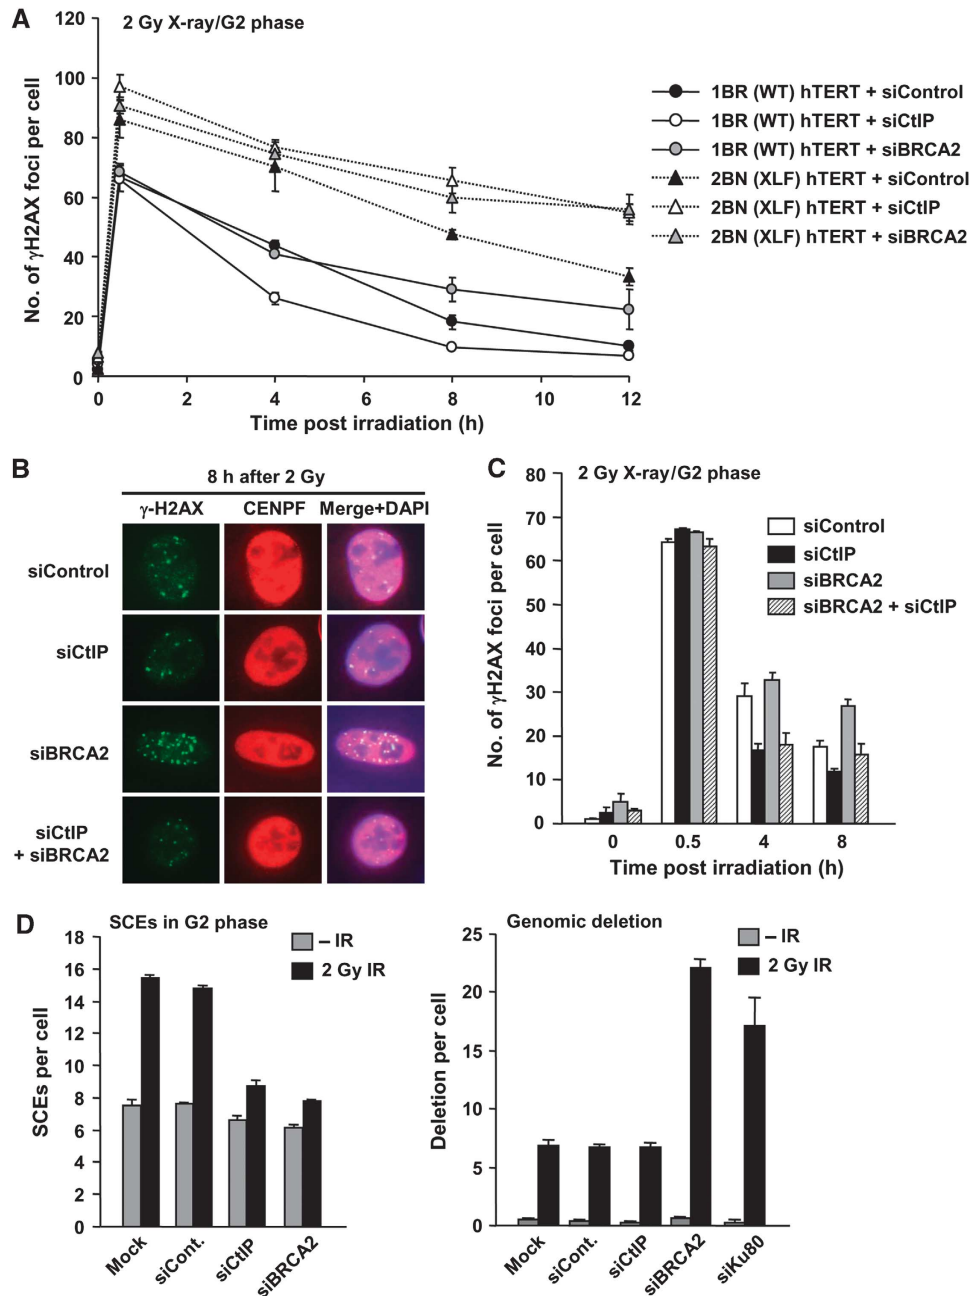 A
2 Gy X-ray/G2 phase
No. of γH2AX foci per cell
120
100
80
60
40
20
0
0 2 4 6 8 10 12
Time post irradiation (h)
1BR (WT) hTERT + siControl
1BR (WT) hTERT + siCtIP
1BR (WT) hTERT + siBRCA2
2BN (XLF) hTERT + siControl
2BN (XLF) hTERT + siCtIP
2BN (XLF) hTERT + siBRCA2
B
8 h after 2 Gy
γ-H2AX CENPF Merge+DAPI
siControl
siCtIP
siBRCA2
siCtIP
+ siBRCA2
C
2 Gy X-ray/G2 phase
No. of γH2AX foci per cell
80
70
60
50
40
30
20
10
0
0 0.5 4 8
Time post irradiation (h)
siControl
siCtIP
siBRCA2
siBRCA2 + siCtIP
D
SCEs in G2 phase
SCEs per cell
18
16
14
12
10
8
6
4
2
0
– IR
2 Gy IR
Mock siCont. siCtIP siBRCA2
Genomic deletion
Deletion per cell
25
20
15
10
5
0
– IR
2 Gy IR
Mock siCont. siCtIP siBRCA2 siKu80